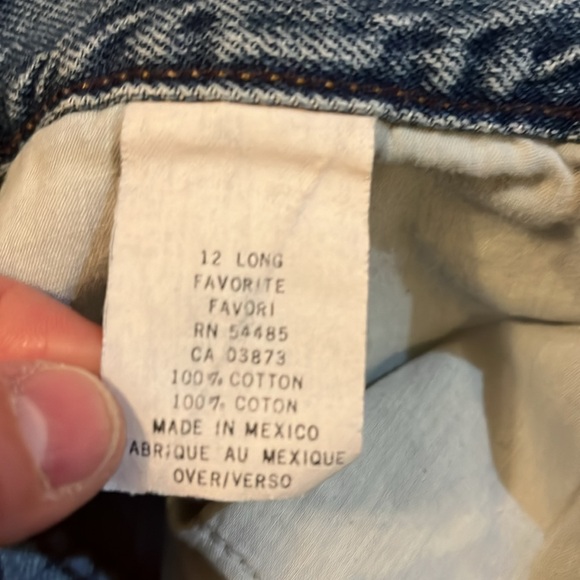 12 LONG
FAVORITE
FAVORI
RN 54485
CA 03873
100% COTTON
100% COTON
MADE IN MEXICO
ABRIQUE AU MEXIQUE
OVER/VERSO